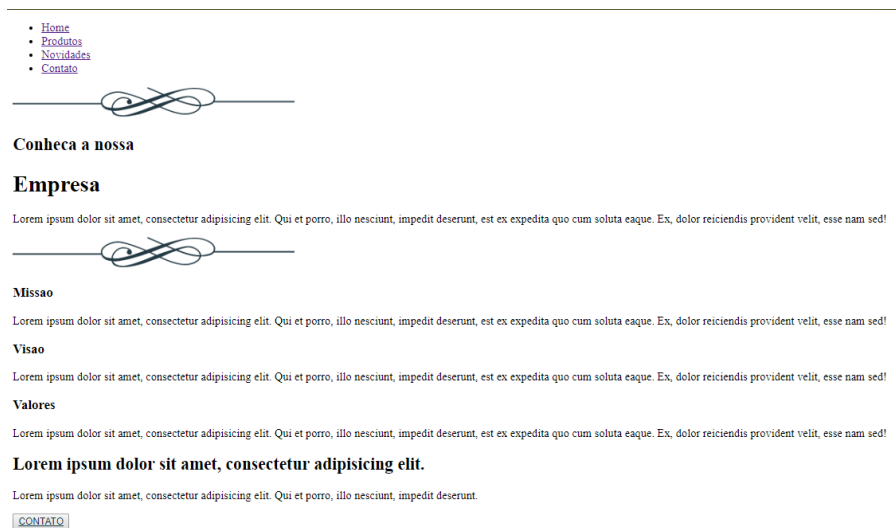 Home
Produtos
Novidades
Contato
Conheca a nossa
Empresa
Lorem ipsum dolor sit amet, consectetur adipisicing elit. Qui et porro, illo nesciunt, impedit deserunt, est ex expedita quo cum soluta eaque. Ex, dolor reiciendis provident velit, esse nam sed!
Missao
Lorem ipsum dolor sit amet, consectetur adipisicing elit. Qui et porro, illo nesciunt, impedit deserunt, est ex expedita quo cum soluta eaque. Ex, dolor reiciendis provident velit, esse nam sed!
Visao
Lorem ipsum dolor sit amet, consectetur adipisicing elit. Qui et porro, illo nesciunt, impedit deserunt, est ex expedita quo cum soluta eaque. Ex, dolor reiciendis provident velit, esse nam sed!
Valores
Lorem ipsum dolor sit amet, consectetur adipisicing elit. Qui et porro, illo nesciunt, impedit deserunt, est ex expedita quo cum soluta eaque. Ex, dolor reiciendis provident velit, esse nam sed!
Lorem ipsum dolor sit amet, consectetur adipisicing elit.
Lorem ipsum dolor sit amet, consectetur adipisicing elit. Qui et porro, illo nesciunt, impedit deserunt.
CONTATO